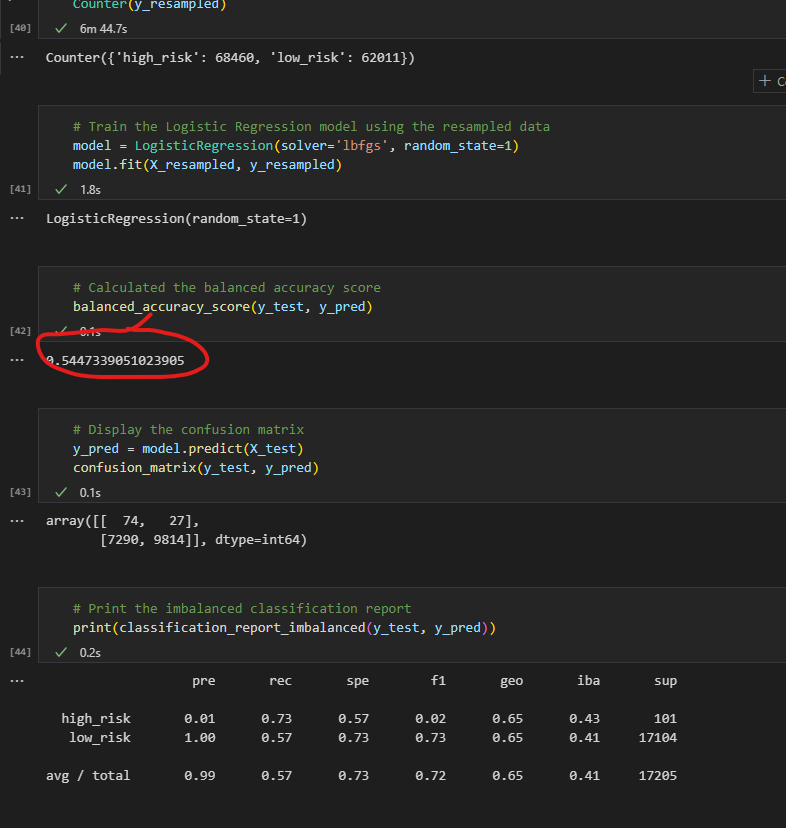 Counter(y_resampled)
[40] ✓ 6m 44.7s
... Counter({'high_risk': 68460, 'low_risk': 62011})
+ C
# Train the Logistic Regression model using the resampled data
model = LogisticRegression(solver='lbfgs', random_state=1)
model.fit(X_resampled, y_resampled)
[41] ✓ 1.8s
... LogisticRegression(random_state=1)
# Calculated the balanced accuracy score
balanced_accuracy_score(y_test, y_pred)
[42] ✓ 0.1s
... 0.5447339051023905
# Display the confusion matrix
y_pred = model.predict(X_test)
confusion_matrix(y_test, y_pred)
[43] ✓ 0.1s
... array([[ 74, 27],
[7290, 9814]], dtype=int64)
# Print the imbalanced classification report
print(classification_report_imbalanced(y_test, y_pred))
[44] ✓ 0.2s
... pre rec spe f1 geo iba sup
high_risk 0.01 0.73 0.57 0.02 0.65 0.43 101
low_risk 1.00 0.57 0.73 0.73 0.65 0.41 17104
avg / total 0.99 0.57 0.73 0.72 0.65 0.41 17205